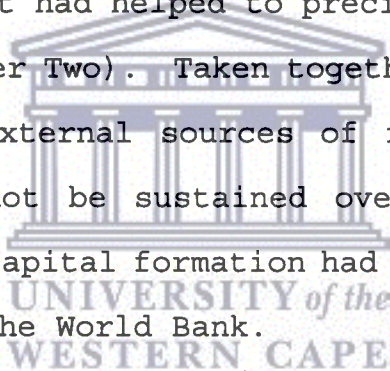 t had helped to preci
er Two). Taken togeth
xternal sources of
ot be sustained ove
apital formation had
UNIVERSITY of the
he World Bank.
WESTERN CAPE